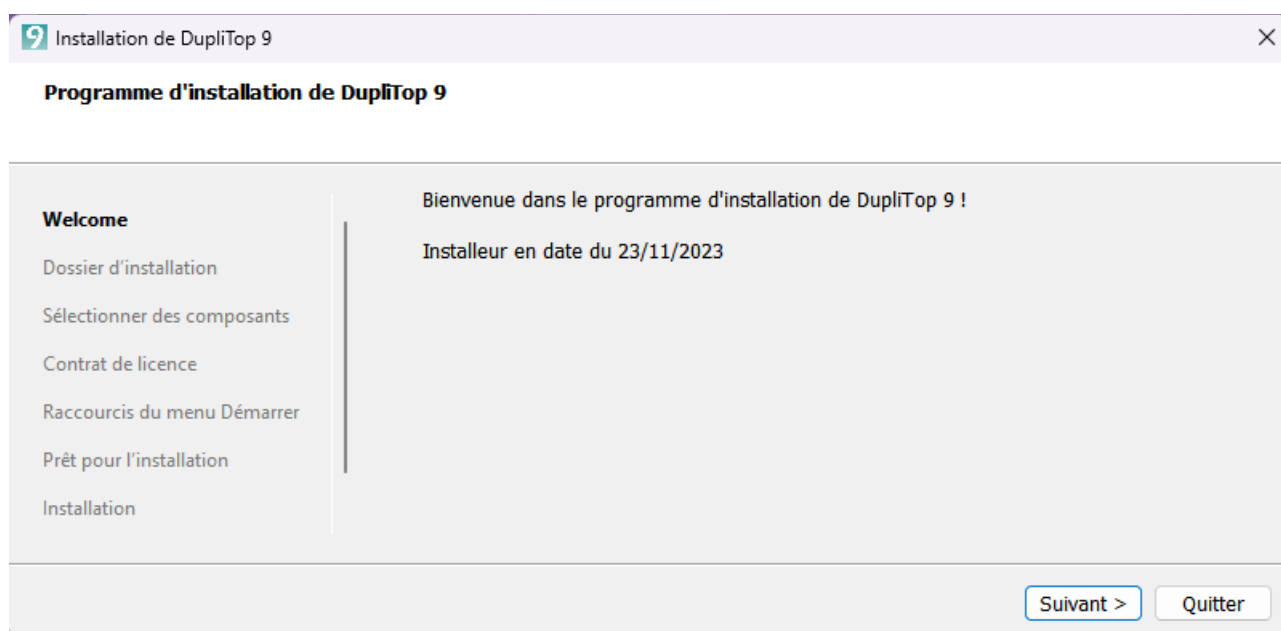 9 Installation de DupliTop 9
Programme d'installation de DupliTop 9
Welcome
Dossier d'installation
Sélectionner des composants
Contrat de licence
Raccourcis du menu Démarrer
Prêt pour l'installation
Installation
Bienvenue dans le programme d'installation de DupliTop 9 !
Installeur en date du 23/11/2023
Suivant >
Quitter